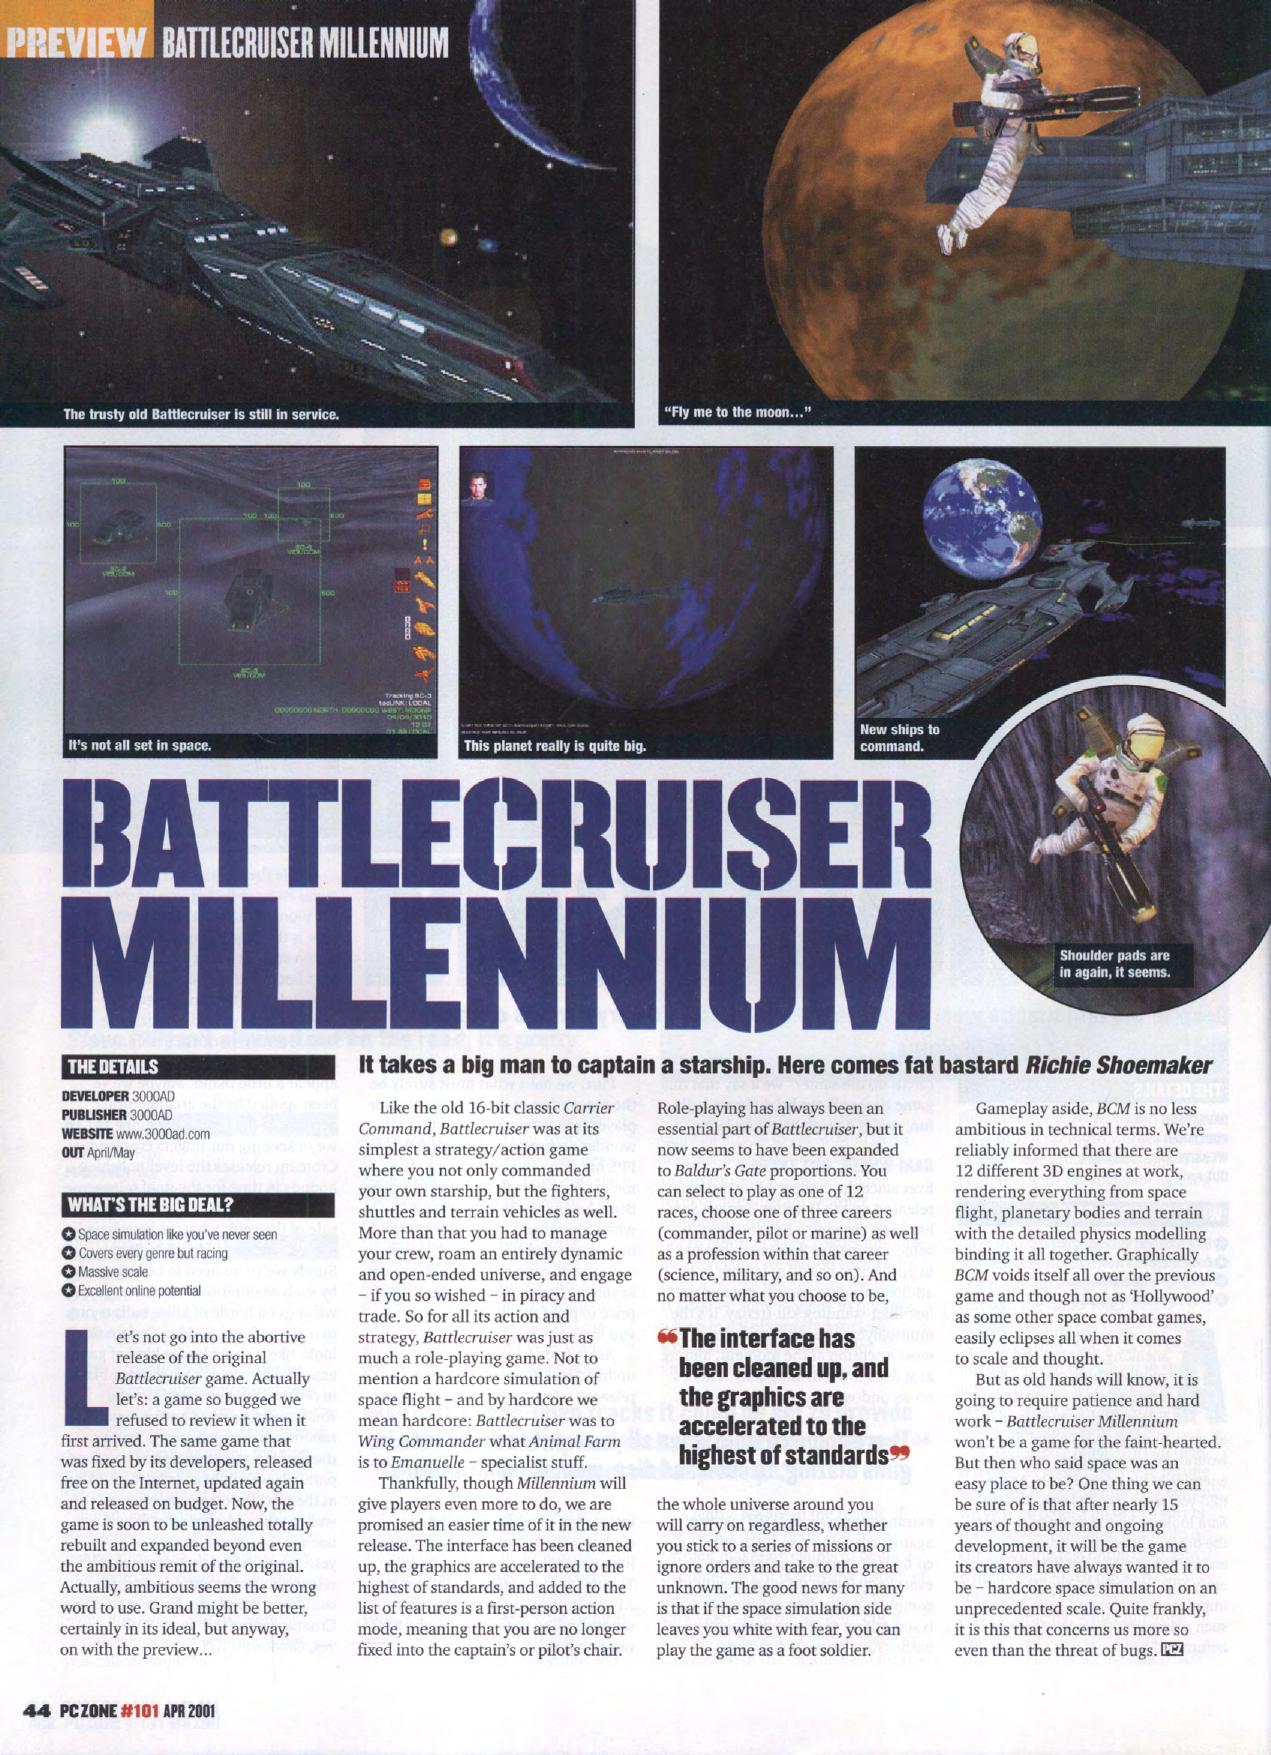 PREVIEW BATTLECRUISER MILLENNIUM
The trusty old Battlecruiser is still in service.
"Fly me to the moon..."
100
100
600
SC-3
VEH/COM
100
100
100
600
SC-3
VEH/COM
100
600
SC-3
VEH/COM
Tracking SC-3
tacLINK: LOCAL
It's not all set in space.
This planet really is quite big.
New ships to
command.
BATTLECRUISER
MILLENNIUM
Shoulder pads are
in again, it seems.
It takes a big man to captain a starship. Here comes fat bastard Richie Shoemaker
THE DETAILS
DEVELOPER 3000AD
PUBLISHER 3000AD
WEBSITE www.3000ad.com
OUT April/May
WHAT'S THE BIG DEAL?
Space simulation like you've never seen
Covers every genre but racing
Massive scale
Excellent online potential
Let's not go into the abortive
release of the original
Battlecruiser game. Actually
let's: a game so bugged we
refused to review it when it
first arrived. The same game that
was fixed by its developers, released
free on the Internet, updated again
and released on budget. Now, the
game is soon to be unleashed totally
rebuilt and expanded beyond even
the ambitious remit of the original.
Actually, ambitious seems the wrong
word to use. Grand might be better,
certainly in its ideal, but anyway,
on with the preview...
Like the old 16-bit classic Carrier
Command, Battlecruiser was at its
simplest a strategy/action game
where you not only commanded
your own starship, but the fighters,
shuttles and terrain vehicles as well.
More than that you had to manage
your crew, roam an entirely dynamic
and open-ended universe, and engage
– if you so wished – in piracy and
trade. So for all its action and
strategy, Battlecruiser was just as
much a role-playing game. Not to
mention a hardcore simulation of
space flight – and by hardcore we
mean hardcore: Battlecruiser was to
Wing Commander what Animal Farm
is to Emanuelle – specialist stuff.
Thankfully, though Millennium will
give players even more to do, we are
promised an easier time of it in the new
release. The interface has been cleaned
up, the graphics are accelerated to the
highest of standards, and added to the
list of features is a first-person action
mode, meaning that you are no longer
fixed into the captain's or pilot's chair.
Role-playing has always been an
essential part of Battlecruiser, but it
now seems to have been expanded
to Baldur's Gate proportions. You
can select to play as one of 12
races, choose one of three careers
(commander, pilot or marine) as well
as a profession within that career
(science, military, and so on). And
no matter what you choose to be,
"The interface has
been cleaned up, and
the graphics are
accelerated to the
highest of standards"
the whole universe around you
will carry on regardless, whether
you stick to a series of missions or
ignore orders and take to the great
unknown. The good news for many
is that if the space simulation side
leaves you white with fear, you can
play the game as a foot soldier.
Gameplay aside, BCM is no less
ambitious in technical terms. We're
reliably informed that there are
12 different 3D engines at work,
rendering everything from space
flight, planetary bodies and terrain
with the detailed physics modelling
binding it all together. Graphically
BCM voids itself all over the previous
game and though not as 'Hollywood'
as some other space combat games,
easily eclipses all when it comes
to scale and thought.
But as old hands will know, it is
going to require patience and hard
work – Battlecruiser Millennium
won't be a game for the faint-hearted.
But then who said space was an
easy place to be? One thing we can
be sure of is that after nearly 15
years of thought and ongoing
development, it will be the game
its creators have always wanted it to
be – hardcore space simulation on an
unprecedented scale. Quite frankly,
it is this that concerns us more so
even than the threat of bugs. PCZ
44 PCZONE #101 APR 2001